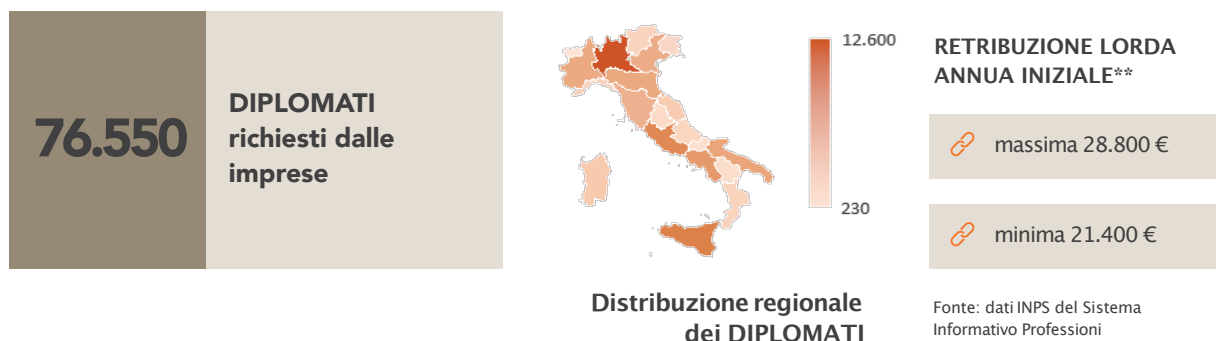 76.550
DIPLOMATI
richiesti dalle
imprese
12.600
230
Distribuzione regionale
dei DIPLOMATI
RETRIBUZIONE LORDA
ANNUA INIZIALE**
massima 28.800 €
minima 21.400 €
Fonte: dati INPS del Sistema
Informativo Professioni